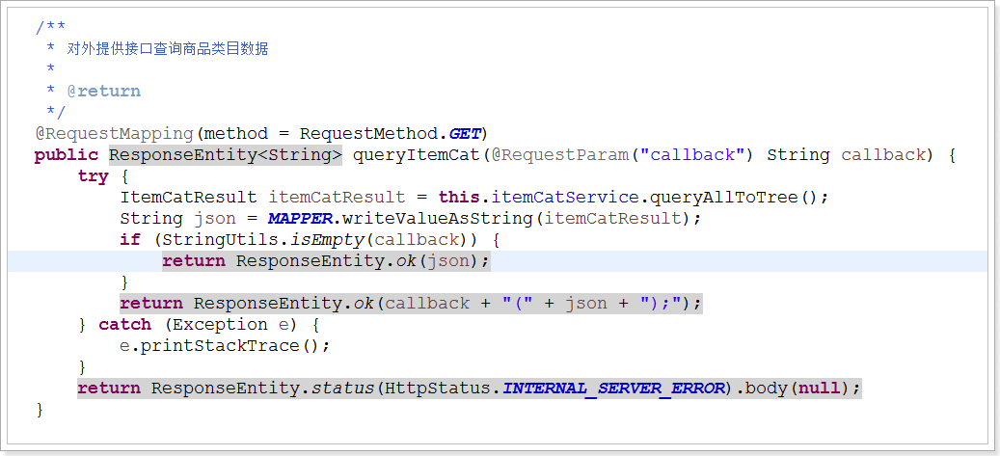 /**
 * 对外提供接口查询商品类目数据
 *
 * @return
 */
@RequestMapping(method = RequestMethod.GET)
public ResponseEntity<String> queryItemCat(@RequestParam("callback") String callback) {
    try {
        ItemCatResult itemCatResult = this.itemCatService.queryAllToTree();
        String json = MAPPER.writeValueAsString(itemCatResult);
        if (StringUtils.isEmpty(callback)) {
            return ResponseEntity.ok(json);
        }
        return ResponseEntity.ok(callback + "(" + json + ");");
    } catch (Exception e) {
        e.printStackTrace();
    }
    return ResponseEntity.status(HttpStatus.INTERNAL_SERVER_ERROR).body(null);
}